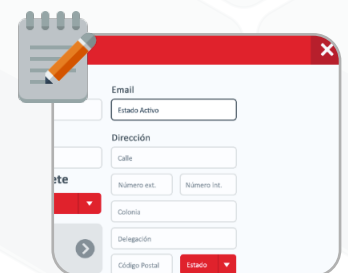 Email
Estado Activo
Dirección
Calle
ete
Número ext. Número int.
Colonia
Delegación
Código Postal Estado